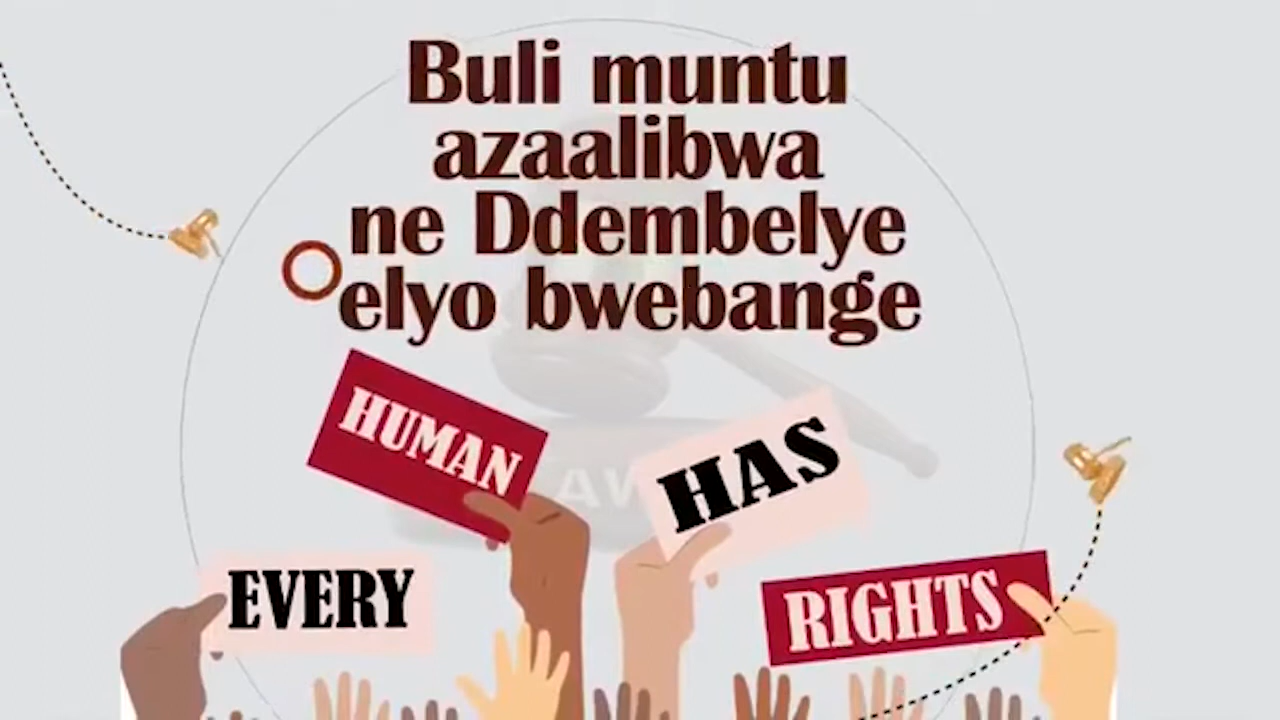 Buli muntu
azaalibwa
ne Ddembelye
elyo bwebange
EVERY
HUMAN
HAS
RIGHTS